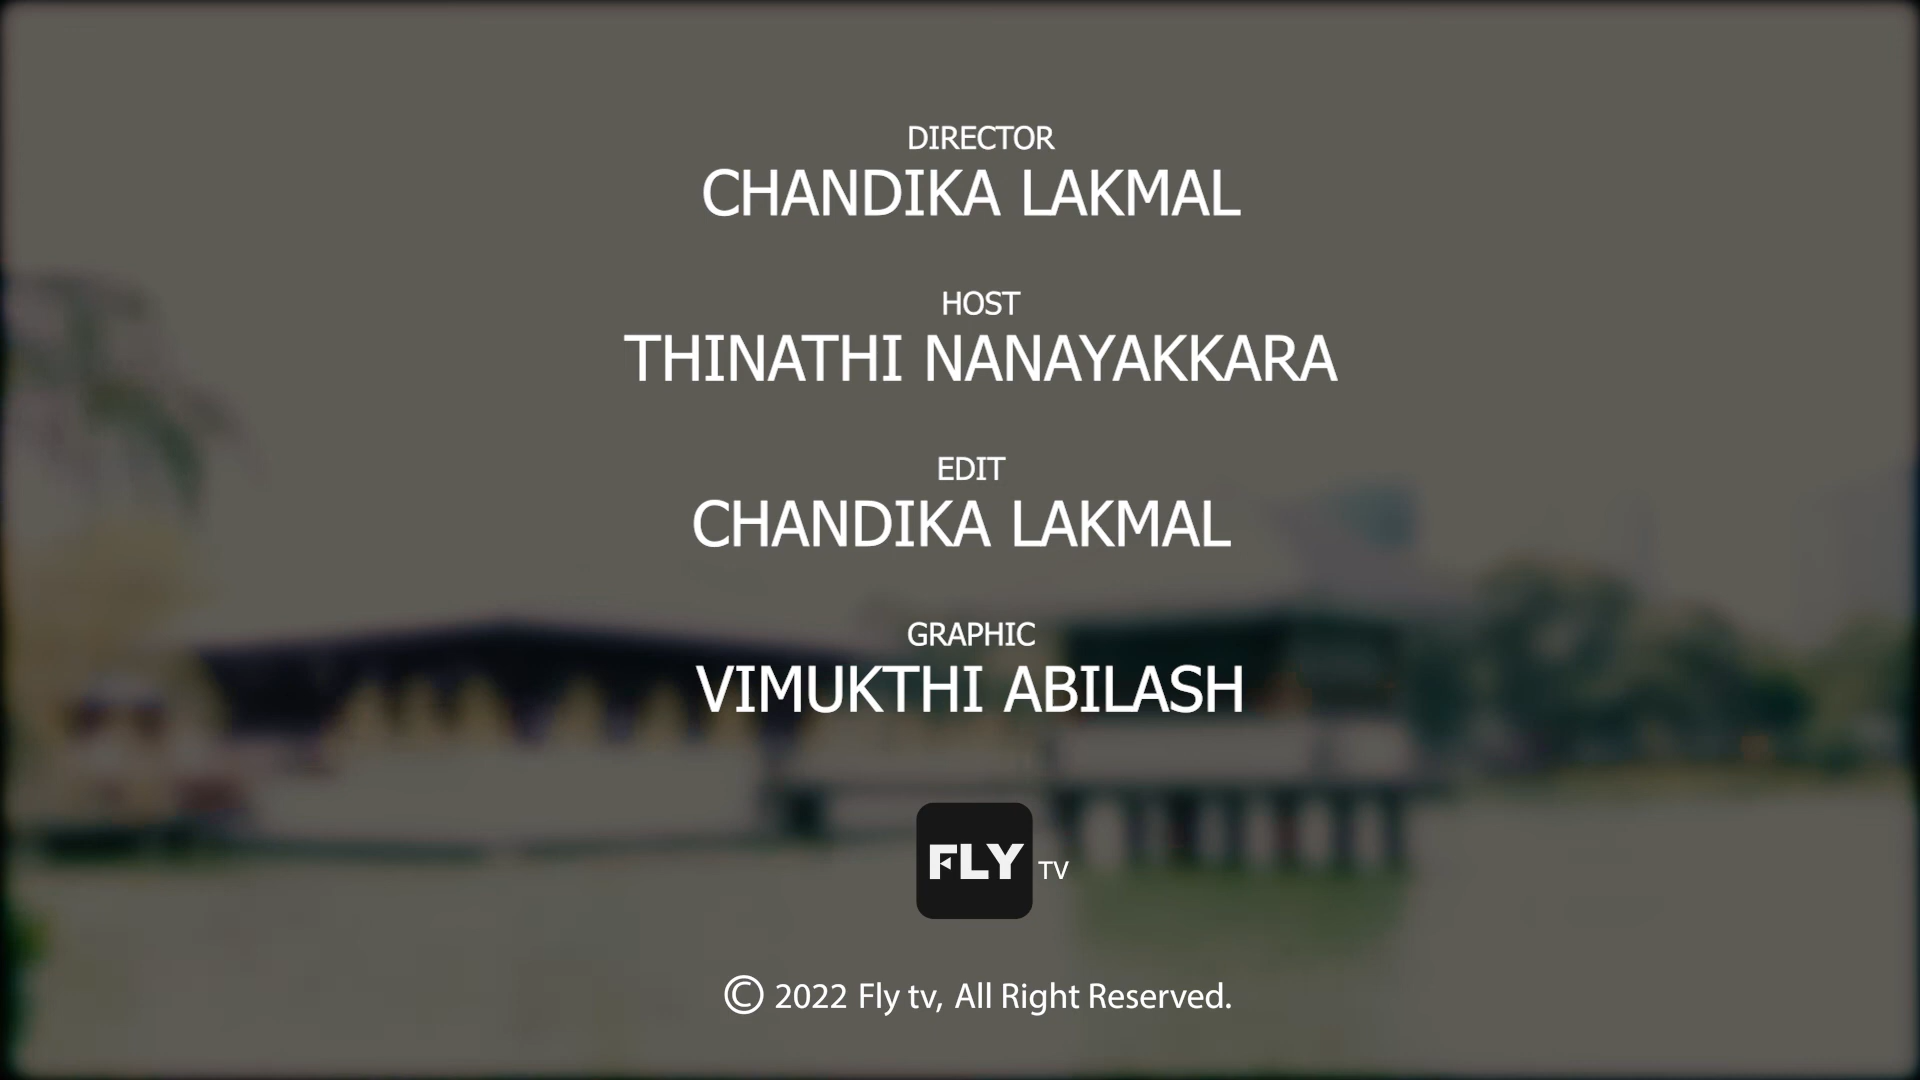 DIRECTOR
CHANDIKA LAKMAL
HOST
THINATHI NANAYAKKARA
EDIT
CHANDIKA LAKMAL
GRAPHIC
VIMUKTHI ABILASH
FLY TV
© 2022 Fly tv, All Right Reserved.